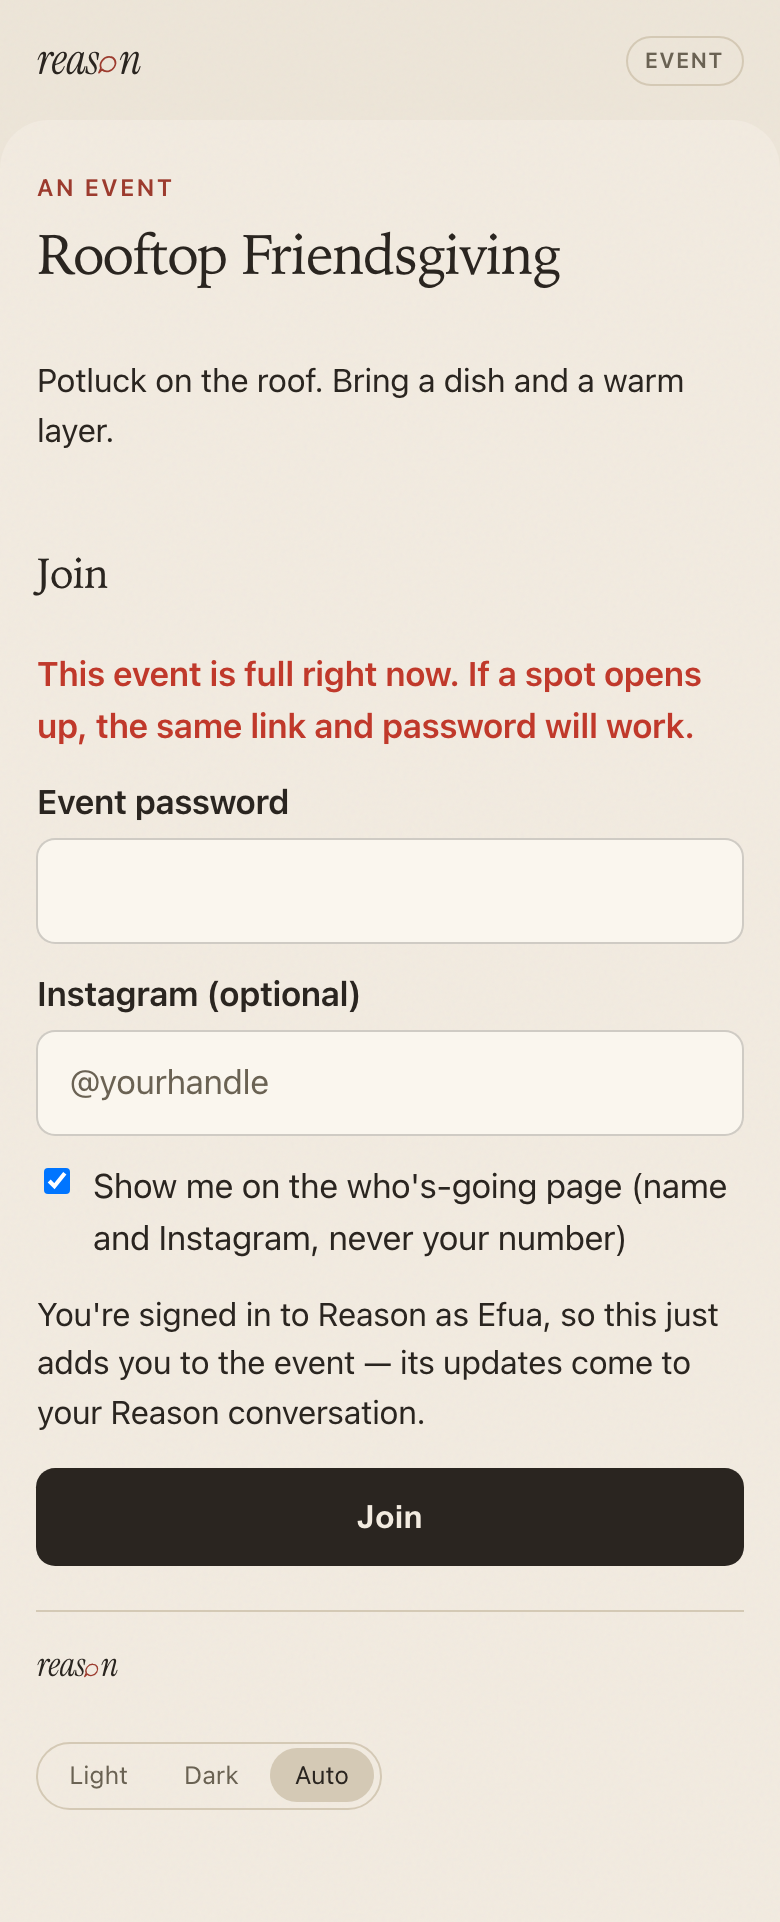 reason
EVENT
AN EVENT
Rooftop Friendsgiving
Potluck on the roof. Bring a dish and a warm
layer.
Join
This event is full right now. If a spot opens
up, the same link and password will work.
Event password
Instagram (optional)
@yourhandle
Show me on the who's-going page (name
and Instagram, never your number)
You're signed in to Reason as Efua, so this just
adds you to the event — its updates come to
your Reason conversation.
Join
reason
Light Dark Auto